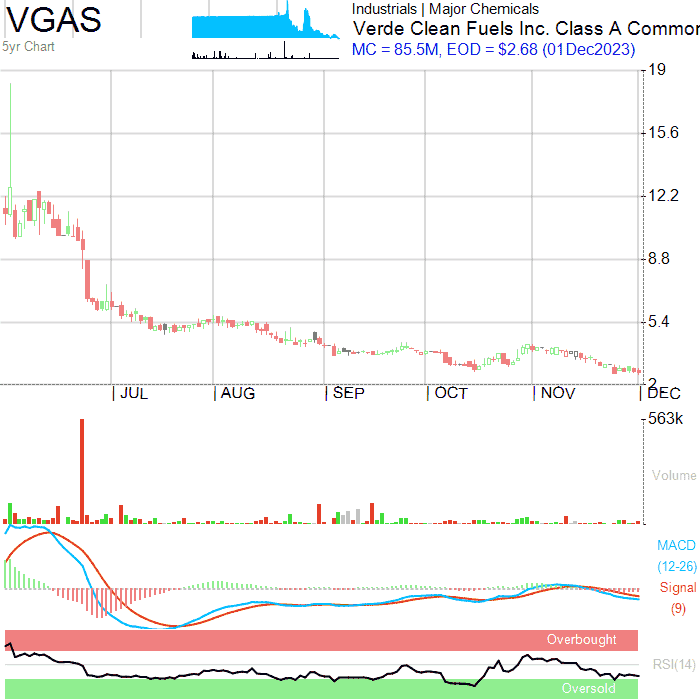 VGAS
5yr Chart
Industrials | Major Chemicals
Verde Clean Fuels Inc. Class A Common
MC = 85.5M, EOD = $2.68 (01Dec2023)
19
15.6
12.2
8.8
5.4
2
| JUL | AUG | SEP | OCT | NOV | DEC
563k
Volume
MACD
(12-26)
Signal
(9)
Overbought
RSI(14)
Oversold